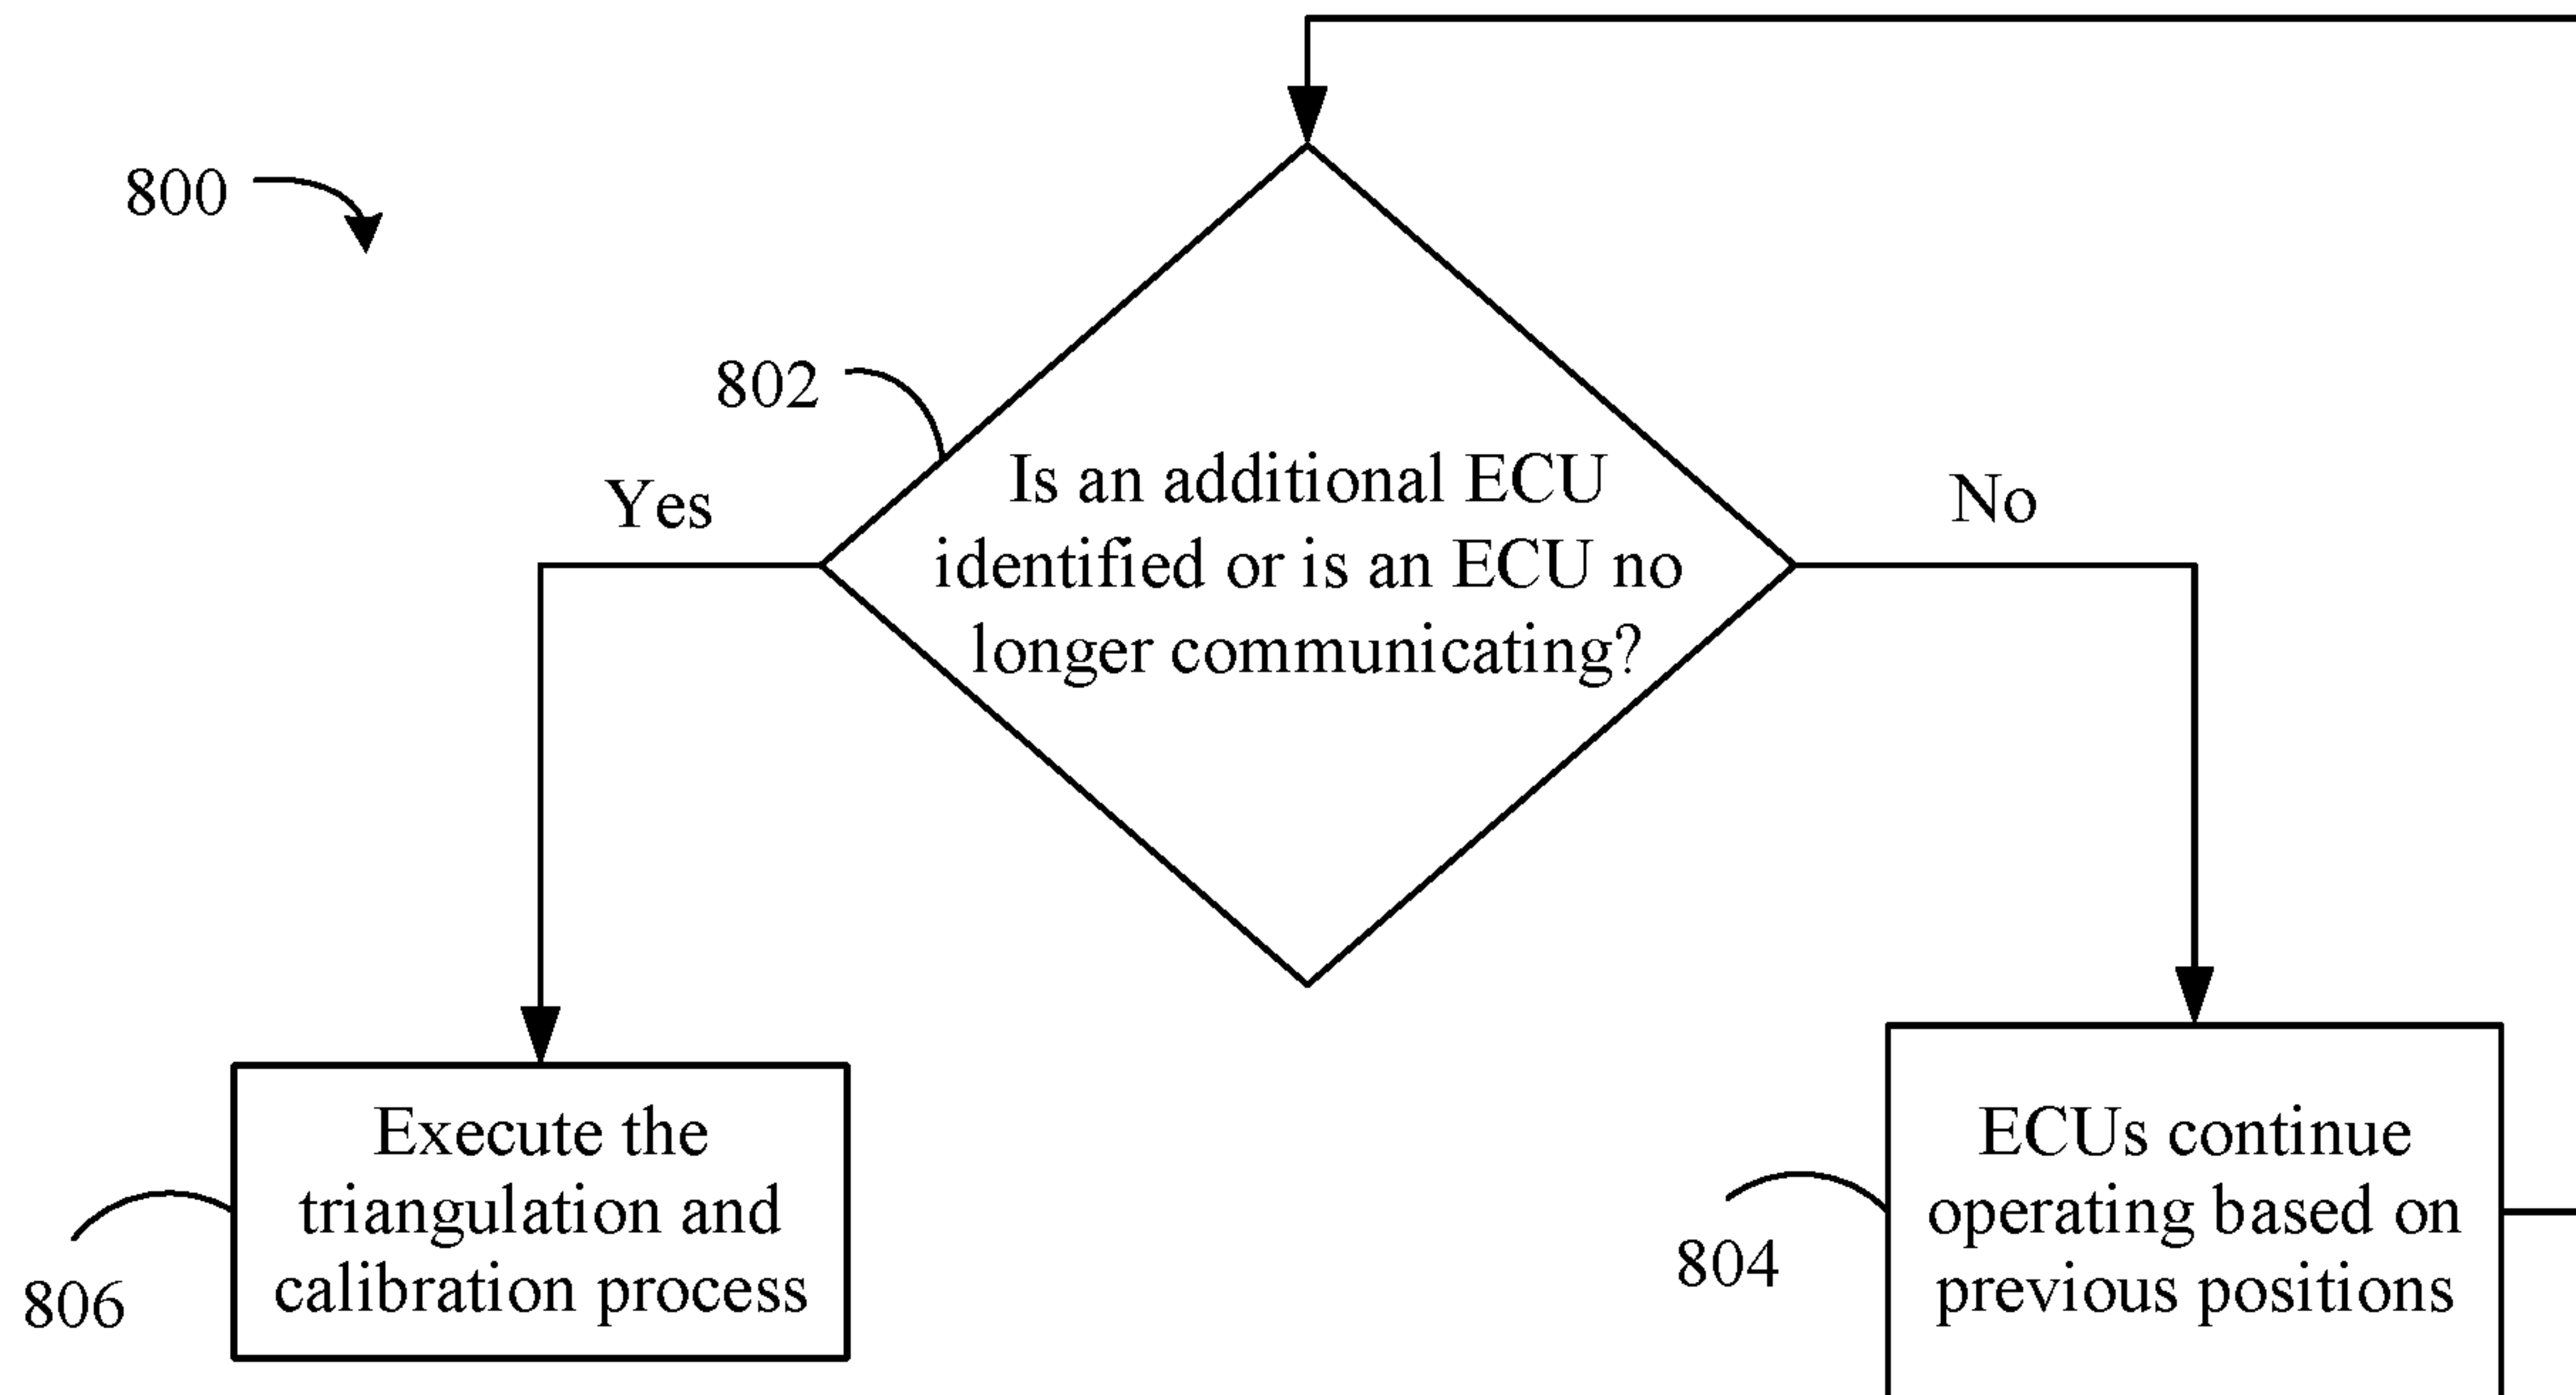 800
802
Yes
Is an additional ECU
identified or is an ECU no
longer communicating?
No
Execute the
triangulation and
calibration process
806
ECUs continue
operating based on
previous positions
804